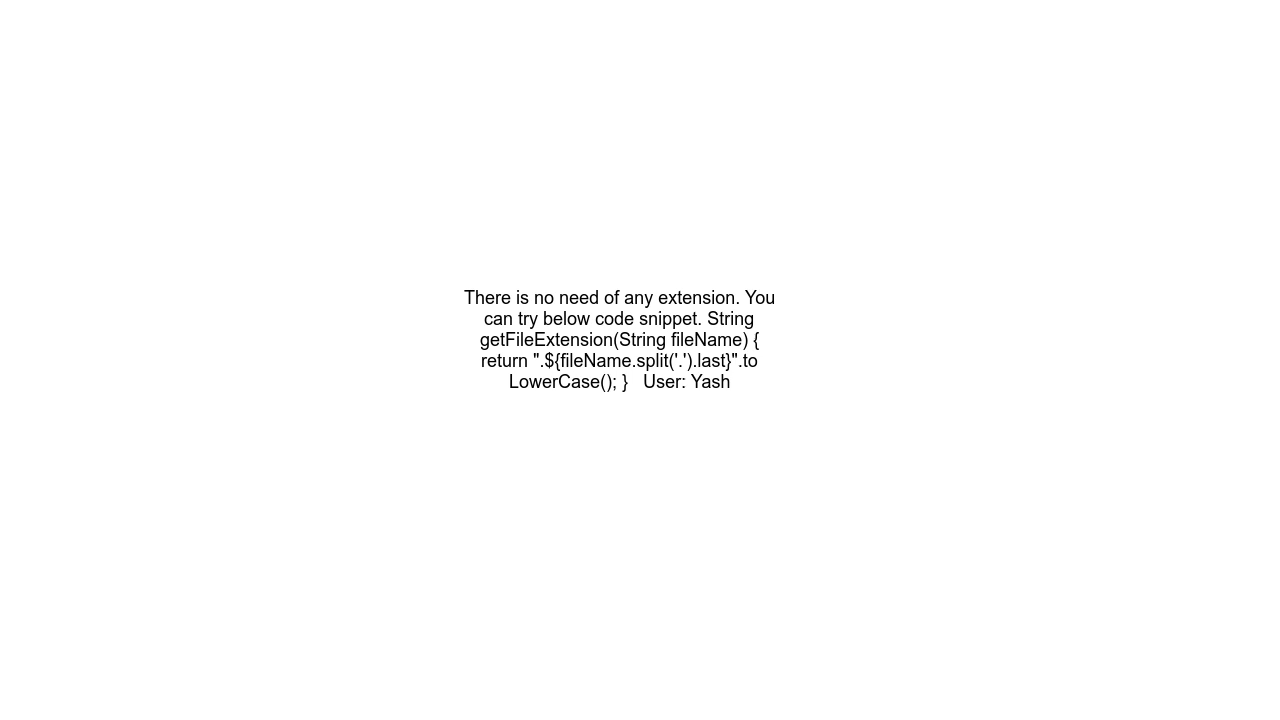 There is no need of any extension. You
can try below code snippet. String
getFileExtension(String fileName) {
return ".${fileName.split('.').last}".to
LowerCase(); }   User: Yash